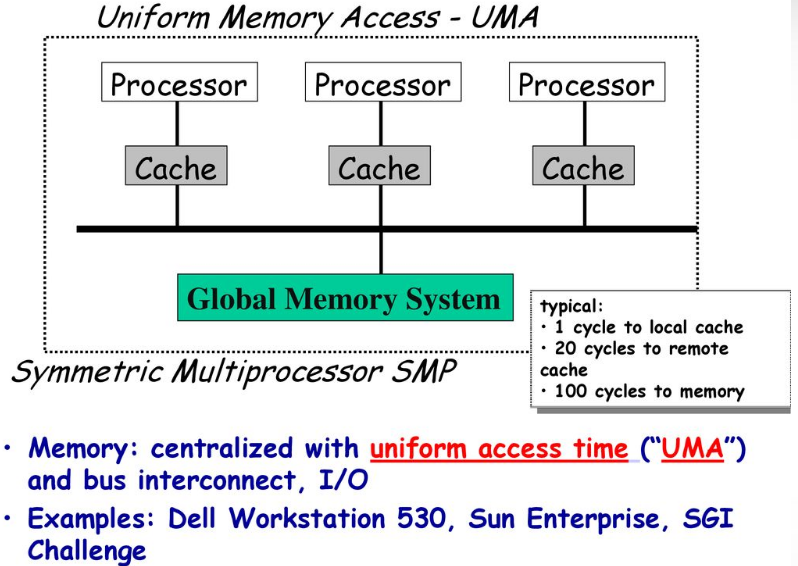 Uniform Memory Access - UMA
Processor Processor Processor
Cache Cache Cache
Global Memory System
typical:
• 1 cycle to local cache
• 20 cycles to remote
cache
• 100 cycles to memory
Symmetric Multiprocessor SMP
• Memory: centralized with uniform access time (“UMA”)
and bus interconnect, I/O
• Examples: Dell Workstation 530, Sun Enterprise, SGI
Challenge